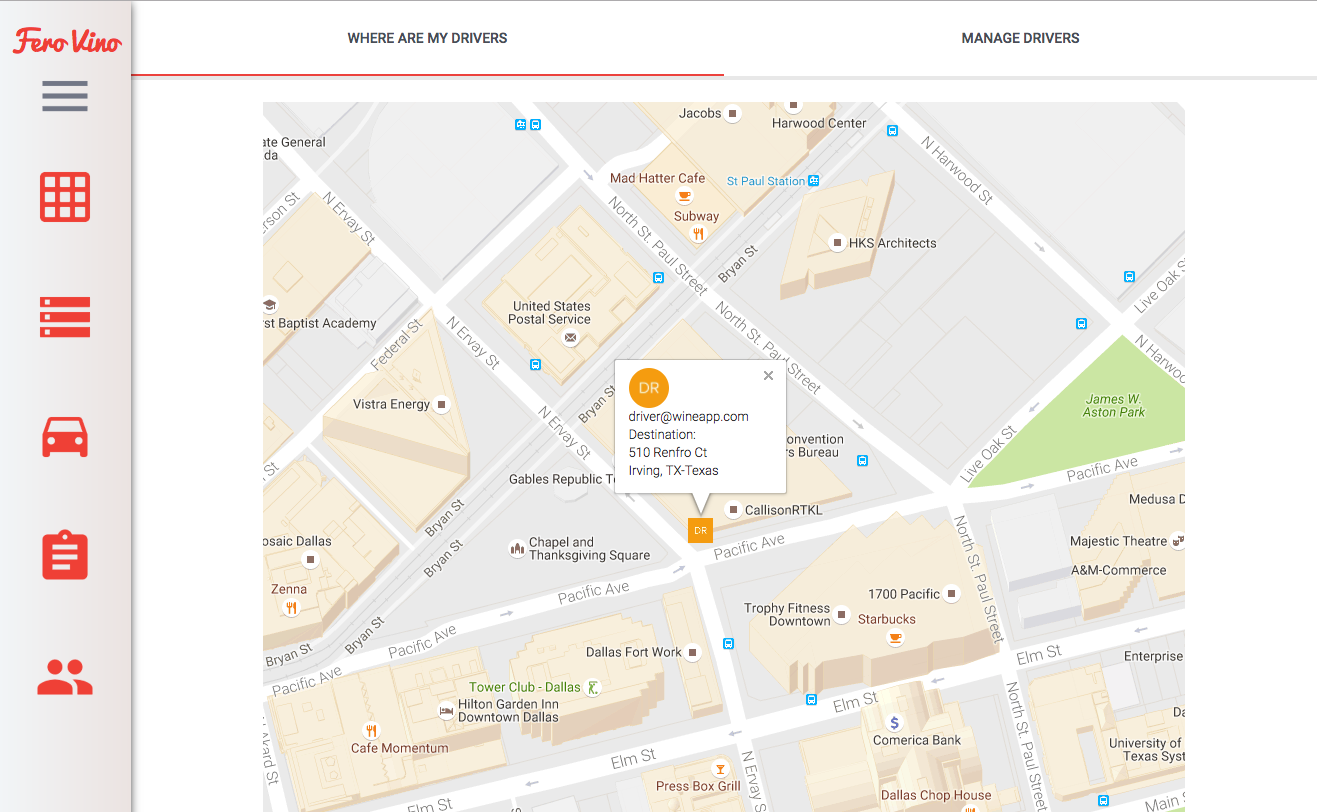 Fero Vino
WHERE ARE MY DRIVERS
MANAGE DRIVERS
Jacobs
Harwood Center
ate General
da
N Harwood St
Mad Hatter Cafe
St Paul Station
Subway
erson St
N Ervay St
North St. Paul Street
HKS Architects
Bryan St
Live Oak St
United States
Postal Service
st Baptist Academy
Federal St
N Ervay St
North St. Paul Street
N Harwoo
DR
driver@wineapp.com
Destination:
510 Renfro Ct
Irving, TX-Texas
Vistra Energy
Bryan St
N Ervay St
James W.
Aston Park
onvention
rs Bureau
Live Oak St
Pacific Ave
Gables Republic T
Medusa D
CallisonRTKL
DR
Bryan St
Bryan St
osaic Dallas
Chapel and
Thanksgiving Square
Pacific Ave
North St. Paul Street
Majestic Theatre
A&M-Commerce
Zenna
Pacific Ave
1700 Pacific
Trophy Fitness
Downtown
Starbucks
Bryan St
Pacific Ave
Bryan St
Dallas Fort Work
Elm St
Enterprise
Pacific Ave
Tower Club - Dallas
Hilton Garden Inn
Downtown Dallas
Elm St
North St. Paul Street
Da
Cafe Momentum
$
Comerica Bank
University of
Texas Syst
Elm St
N Ervay St
Press Box Grill
Dallas Chop House
Elm St
Main